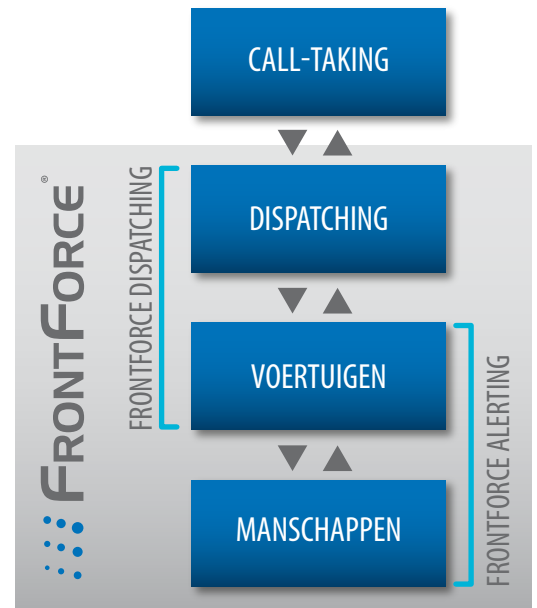 CALL-TAKING
FRONTFORCE®
FRONTFORCE DISPATCHING
DISPATCHING
VOERTUIGEN
FRONTFORCE ALERTING
MANSCHAPPEN